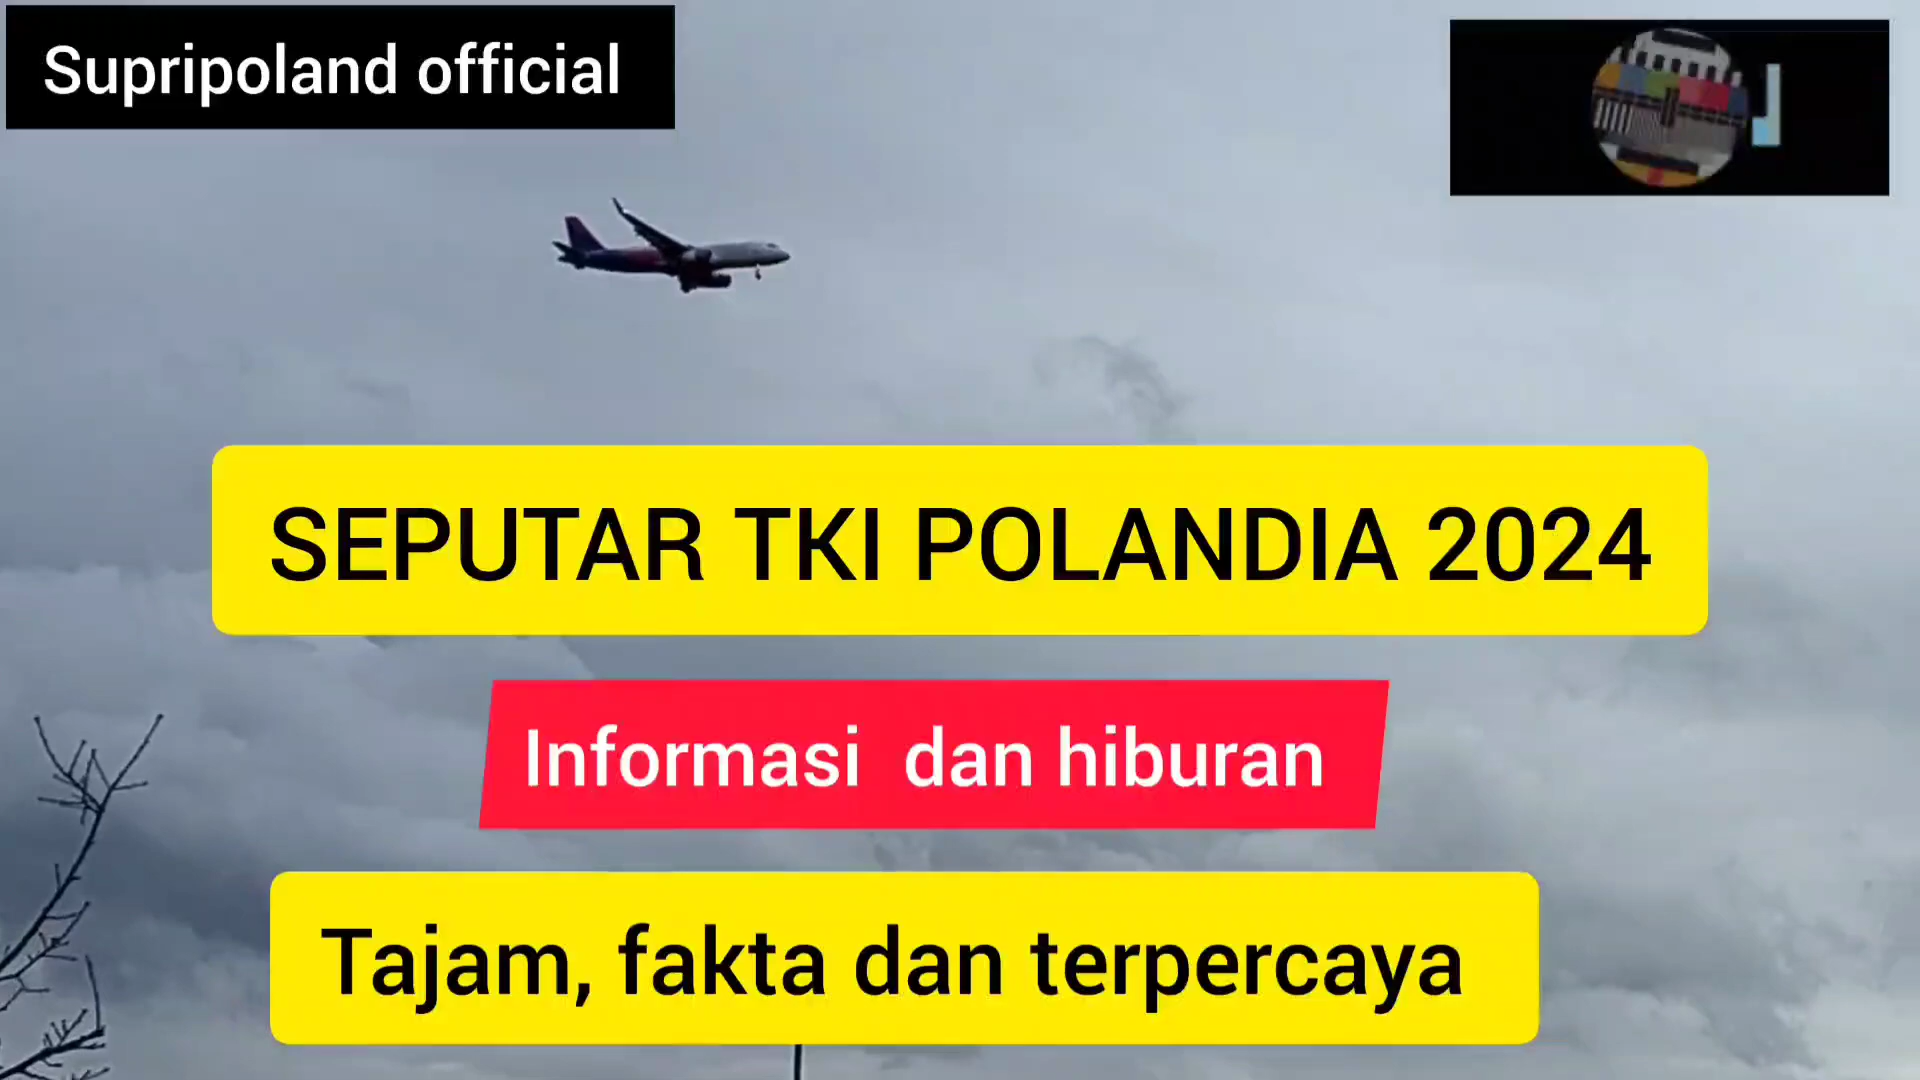 Supripoland official
SEPUTAR TKI POLANDIA 2024
Informasi  dan hiburan
Tajam, fakta dan terpercaya